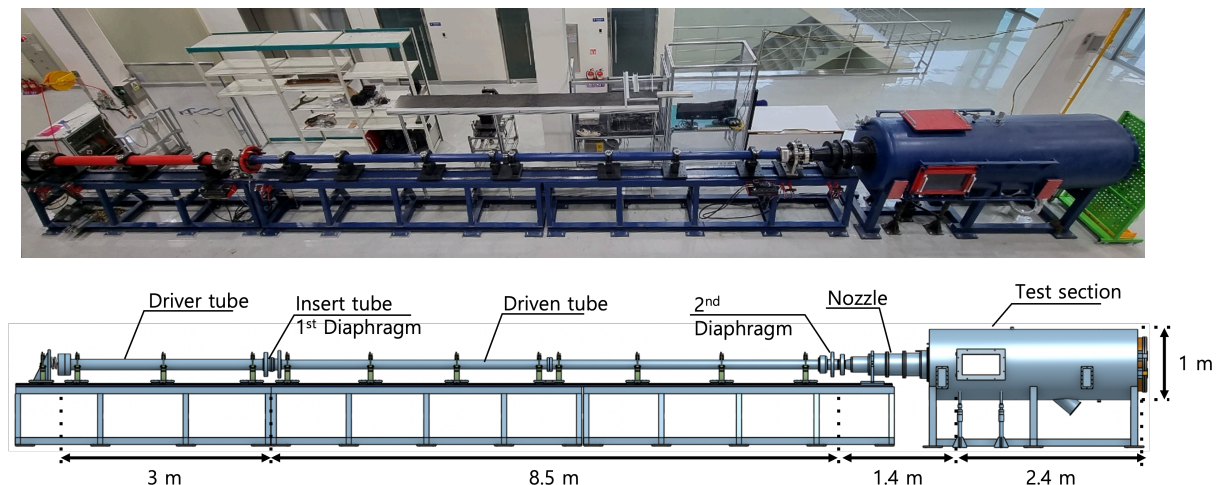 Driver tube
Insert tube
1st Diaphragm
Driven tube
2nd
Diaphragm
Nozzle
Test section
1 m
3 m
8.5 m
1.4 m
2.4 m